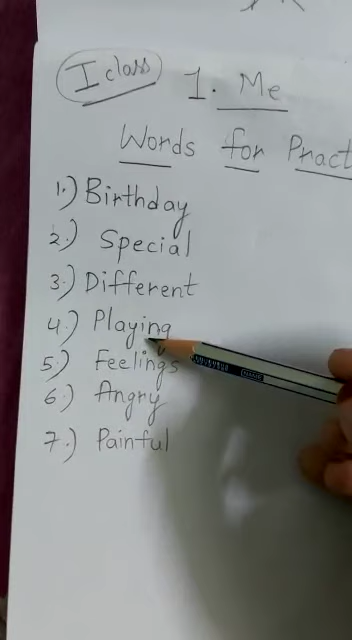 I class
1. Me
Words for Pract
1.) Birthday
2.) Special
3.) Different
4.) Playing
5.) Feelings
6.) Angry
7.) Painful